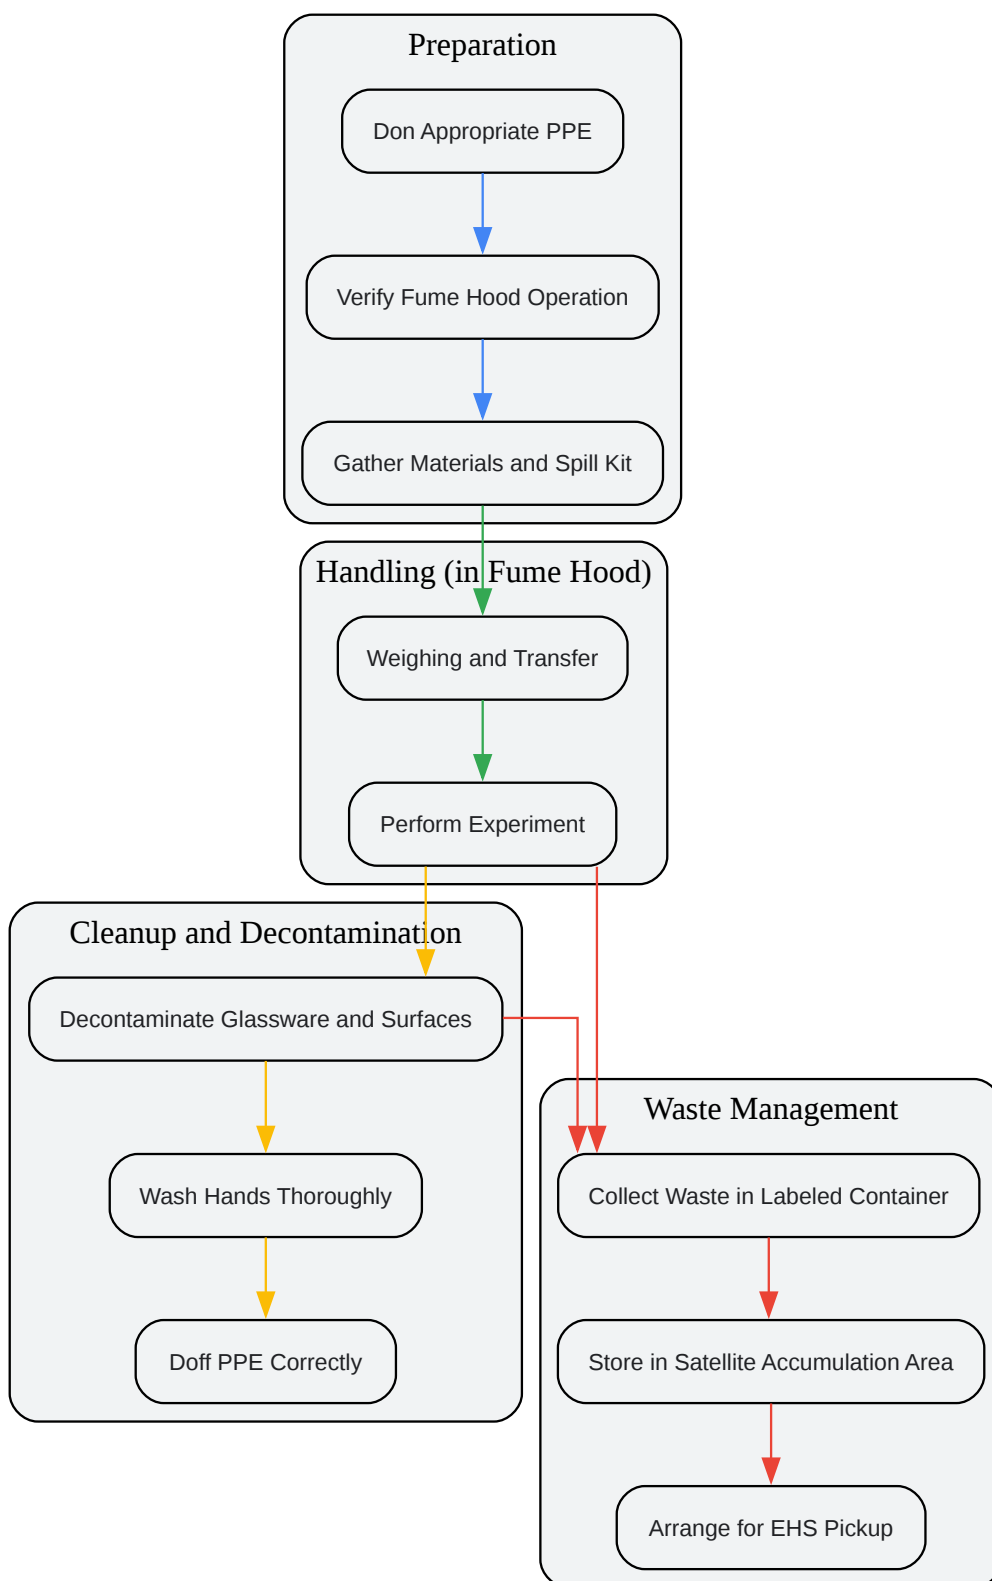 Preparation
Don Appropriate PPE
Verify Fume Hood Operation
Gather Materials and Spill Kit
Handling (in Fume Hood)
Weighing and Transfer
Perform Experiment
Cleanup and Decontamination
Decontaminate Glassware and Surfaces
Wash Hands Thoroughly
Doff PPE Correctly
Waste Management
Collect Waste in Labeled Container
Store in Satellite Accumulation Area
Arrange for EHS Pickup